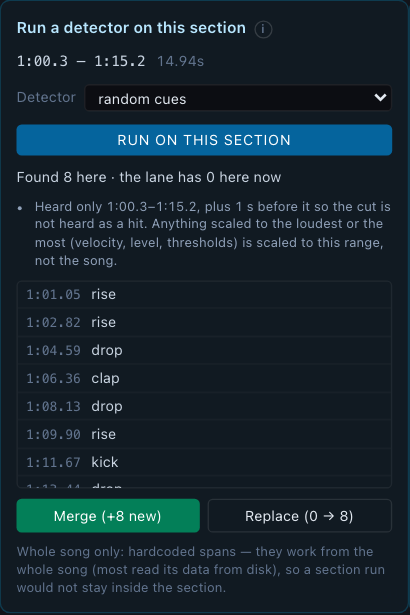 Run a detector on this section i
1:00.3 — 1:15.2 14.94s
Detector random cues
RUN ON THIS SECTION
Found 8 here · the lane has 0 here now
• Heard only 1:00.3–1:15.2, plus 1 s before it so the cut is
not heard as a hit. Anything scaled to the loudest or the
most (velocity, level, thresholds) is scaled to this range,
not the song.
1:01.05 rise
1:02.82 rise
1:04.59 drop
1:06.36 clap
1:08.13 drop
1:09.90 rise
1:11.67 kick
1:13.44 drop
Merge (+8 new) Replace (0 → 8)
Whole song only: hardcoded spans — they work from the
whole song (most read its data from disk), so a section run
would not stay inside the section.